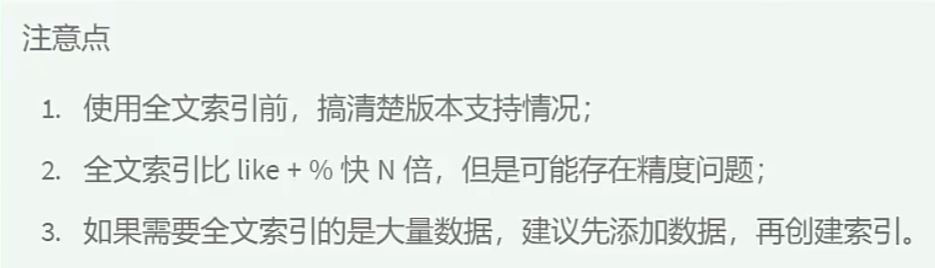 注意点
1. 使用全文索引前，搞清楚版本支持情况；
2. 全文索引比 like + % 快 N 倍，但是可能存在精度问题；
3. 如果需要全文索引的是大量数据，建议先添加数据，再创建索引。